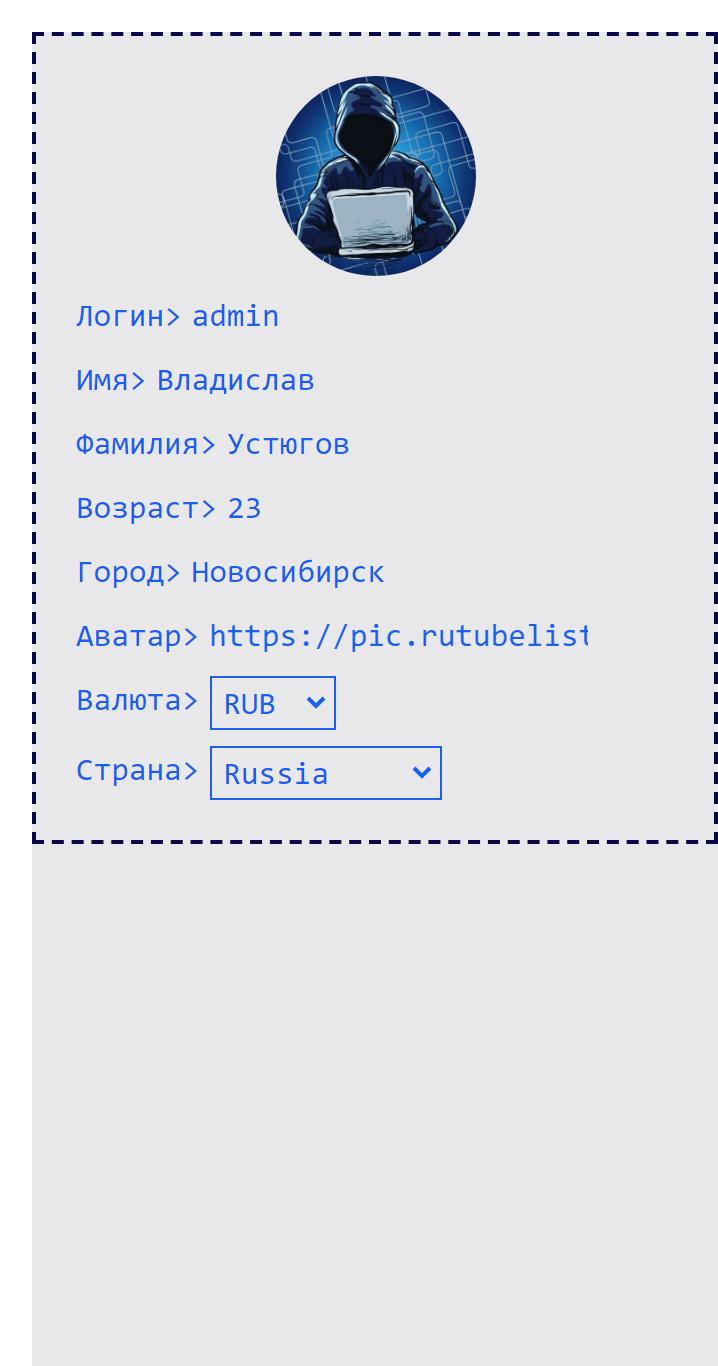 Логин> admin
Имя> Владислав
Фамилия> Устюгов
Возраст> 23
Город> Новосибирск
Аватар> https://pic.rutubelist
Валюта> RUB
Страна> Russia